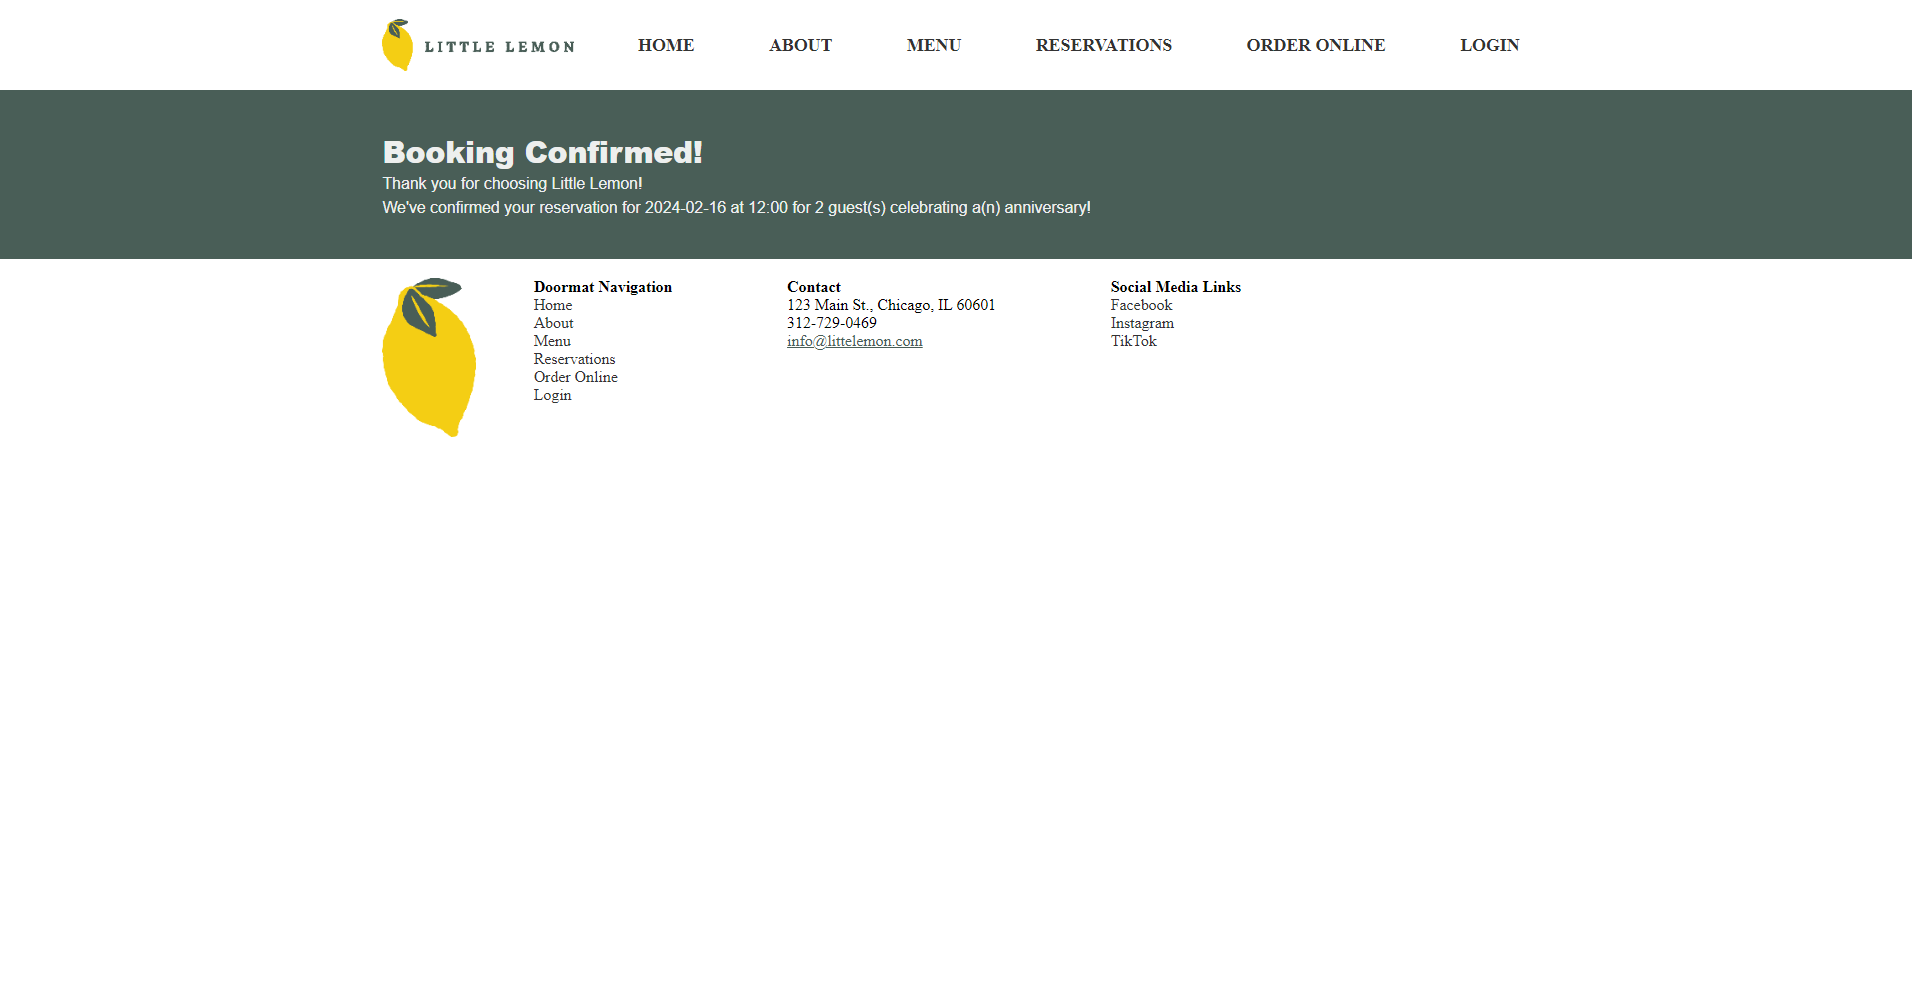 LITTLE LEMON
HOME ABOUT MENU RESERVATIONS ORDER ONLINE LOGIN
Booking Confirmed!
Thank you for choosing Little Lemon!
We've confirmed your reservation for 2024-02-16 at 12:00 for 2 guest(s) celebrating a(n) anniversary!
Doormat Navigation
Home
About
Menu
Reservations
Order Online
Login
Contact
123 Main St., Chicago, IL 60601
312-729-0469
info@littelemon.com
Social Media Links
Facebook
Instagram
TikTok